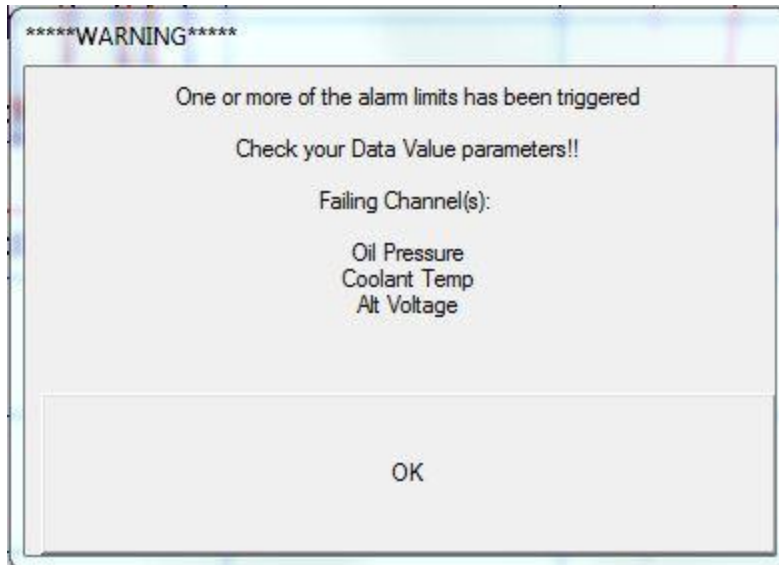 *****WARNING*****
One or more of the alarm limits has been triggered
Check your Data Value parameters!!
Failing Channel(s):
Oil Pressure
Coolant Temp
Alt Voltage
OK